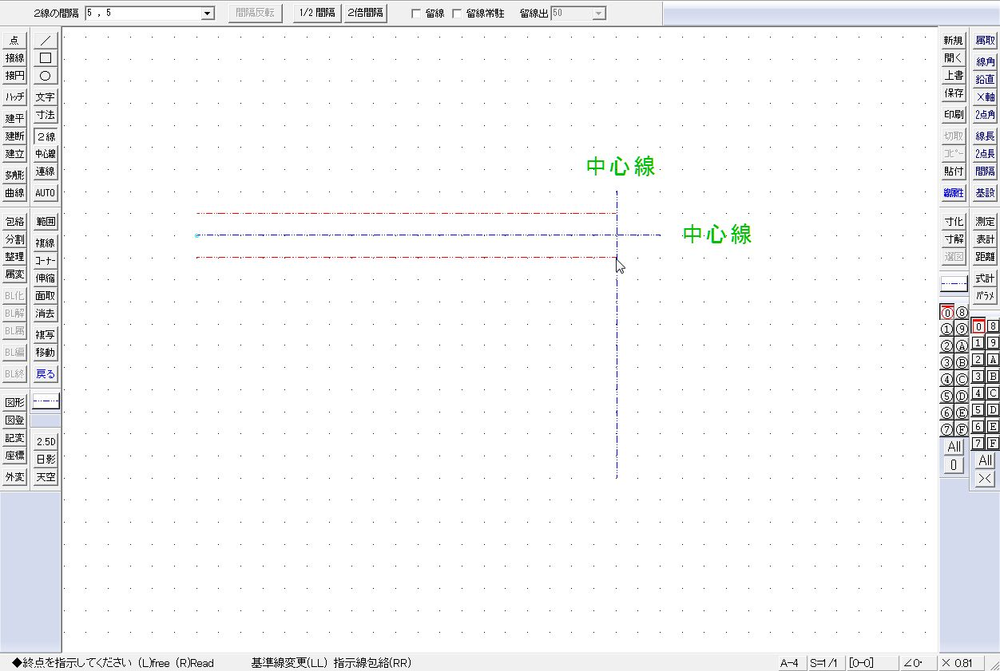 2線の間隔 5 , 5 間隔反転 1/2 間隔 2倍間隔 留線 留線常駐 留線出 50
点 ／
接線 □
接円 ○
ハッチ 文字
建平 寸法
建断 2線
建立 中心線
多角形 連線
曲線 AUTO
包絡 範囲
分割 複線
整理 コーナー
属変 伸縮
BL化 面取
BL解 消去
BL属 複写
BL編 移動
BL終 戻る
図形
図登
記変 2.5D
座標 日影
外変 天空
中心線
中心線
新規 属取
開く 線角
上書 鉛直
保存 ×軸
印刷 2点角
切取 線長
コピー 2点長
貼付 間隔
線属性 基設
寸化 測定
寸解 表計
選図 距離
式計
パラメ
0 8 0 8
1 9 1 9
2 A 2 A
3 B 3 B
4 C 4 C
5 D 5 D
6 E 6 E
7 F 7 F
All All
0 ×
◆終点を指示してください (L)free (R)Read 基準線変更(LL) 指示線包絡(RR) A-4 S=1/1 [0-0] ∠0 × 0.81